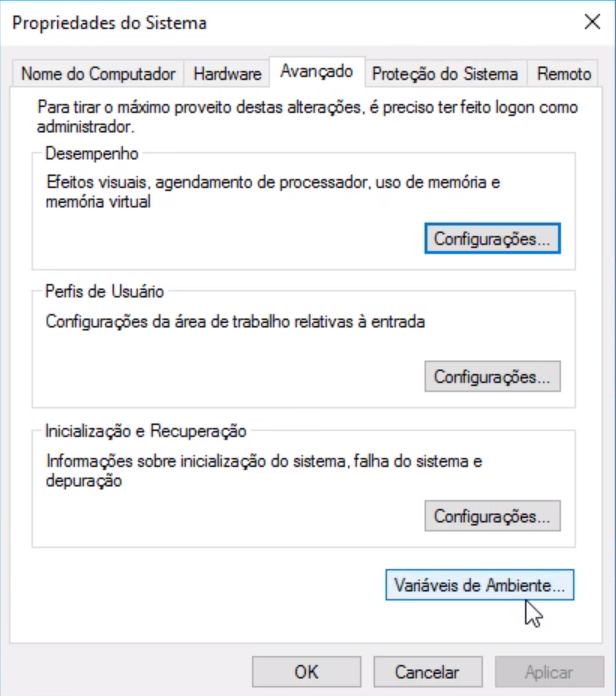 Propriedades do Sistema
Nome do Computador Hardware Avançado Proteção do Sistema Remoto
Para tirar o máximo proveito destas alterações, é preciso ter feito logon como
administrador.
Desempenho
Efeitos visuais, agendamento de processador, uso de memória e
memória virtual
Configurações...
Perfis de Usuário
Configurações da área de trabalho relativas à entrada
Configurações...
Inicialização e Recuperação
Informações sobre inicialização do sistema, falha do sistema e
depuração
Configurações...
Variáveis de Ambiente...
OK Cancelar Aplicar